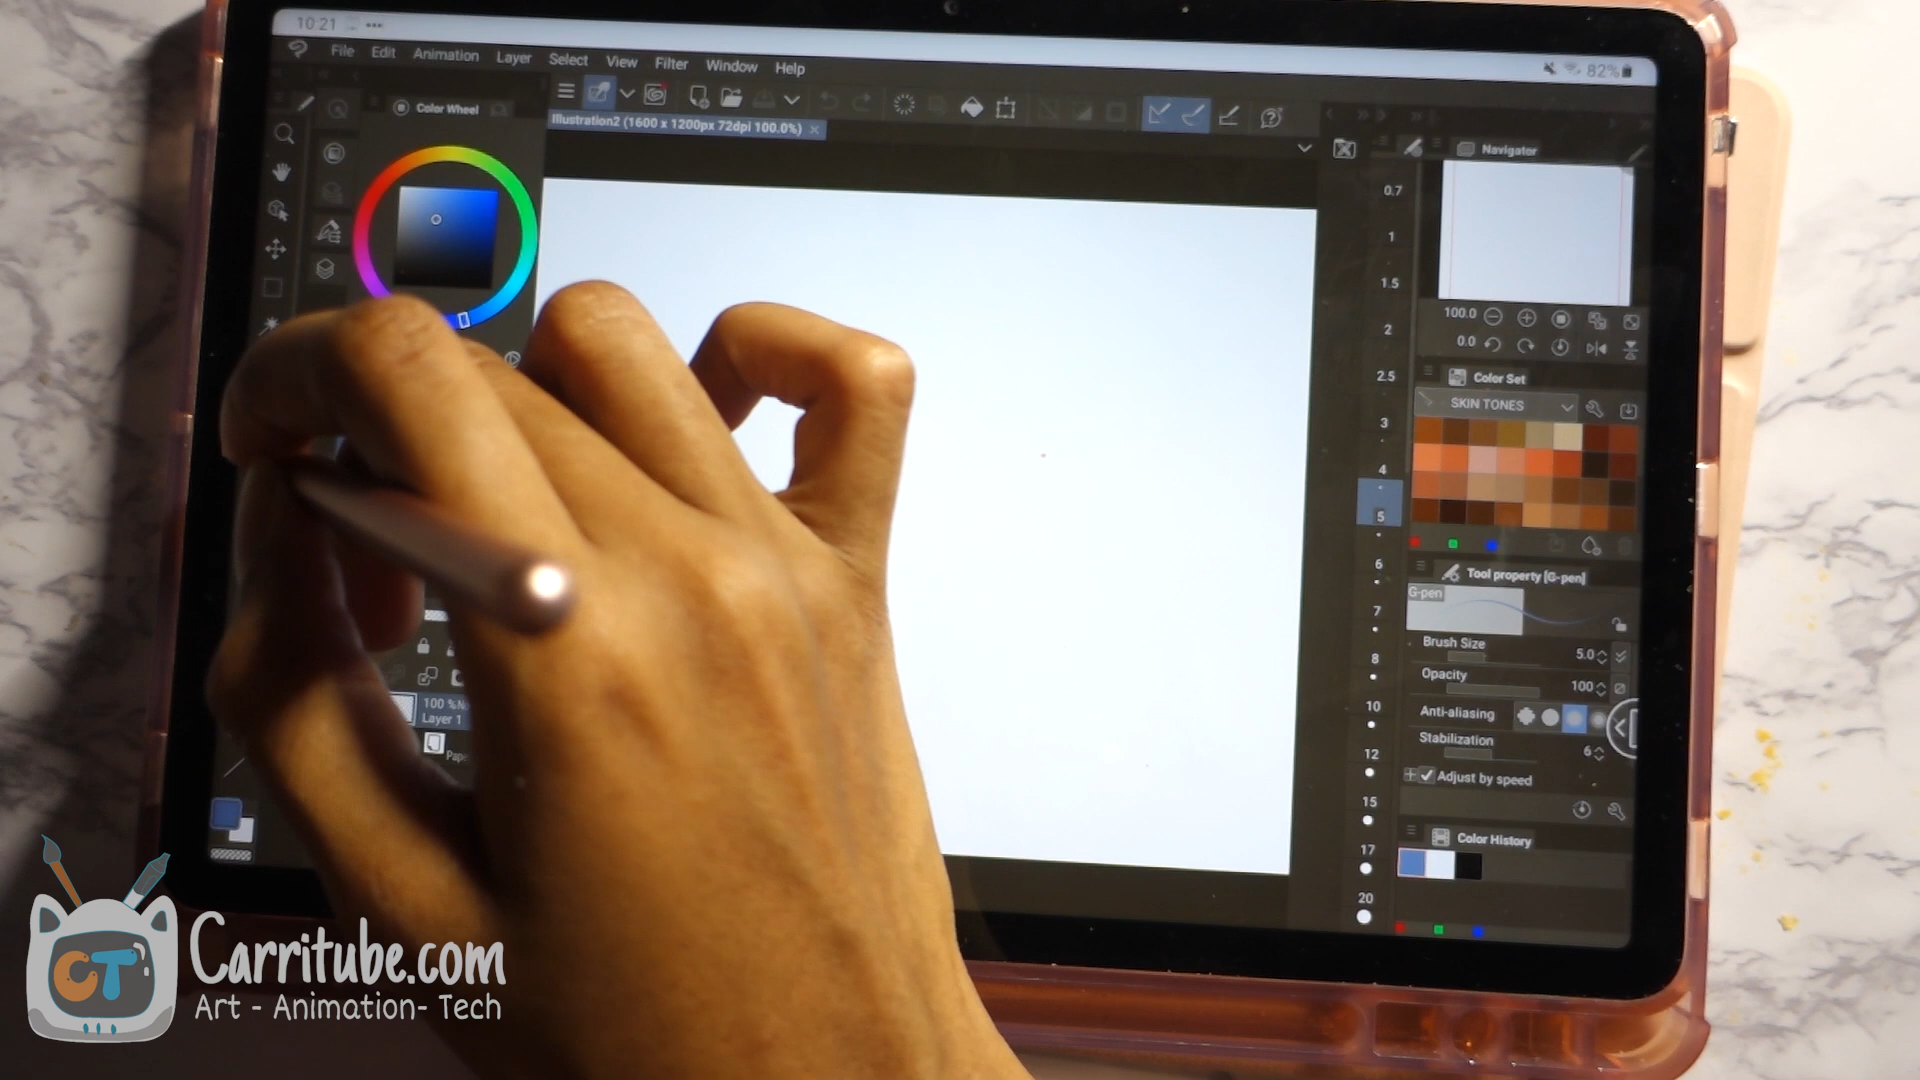 10:21
82%
File Edit Animation Layer Select View Filter Window Help
Color Wheel
Illustration2 (1600 x 1200px 72dpi 100.0%)
0.7
1
1.5
2
2.5
3
4
5
6
7
8
10
12
15
17
20
Navigator
100.0
0.0
Color Set
SKIN TONES
Tool property [G-pen]
G-pen
Brush Size 5.0
Opacity 100
Anti-aliasing
Stabilization 6
Adjust by speed
Color History
100 %
Layer 1
CT
Carritube.com
Art - Animation- Tech